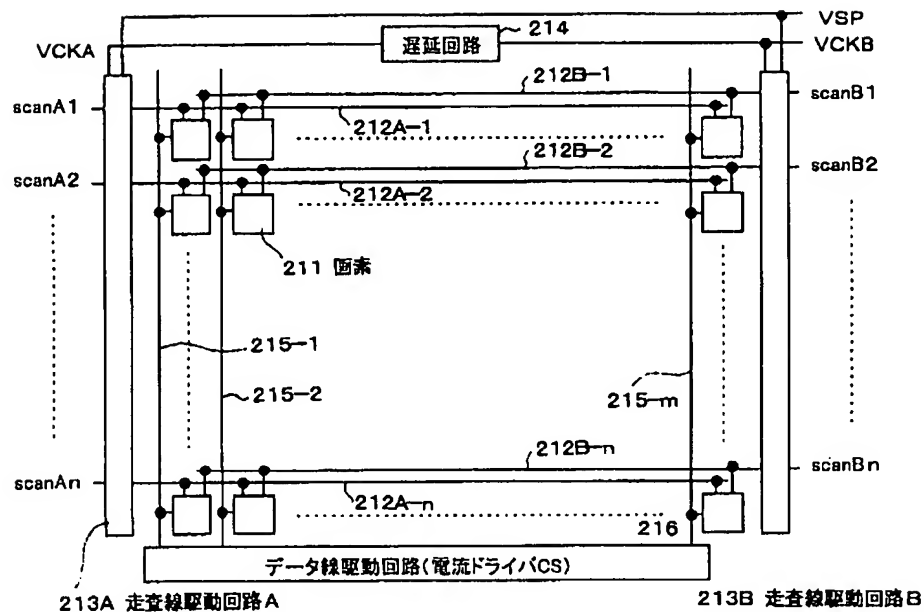 214
VSP
VCKA
遅延回路
VCKB
212B-1
scanA1
scanB1
212A-1
212B-2
scanA2
scanB2
212A-2
211 画素
215-1
215-2
215-m
212B-n
scanAn
scanBn
212A-n
216
データ線駆動回路(電流ドライバCS)
213A 走査線駆動回路A
213B 走査線駆動回路B